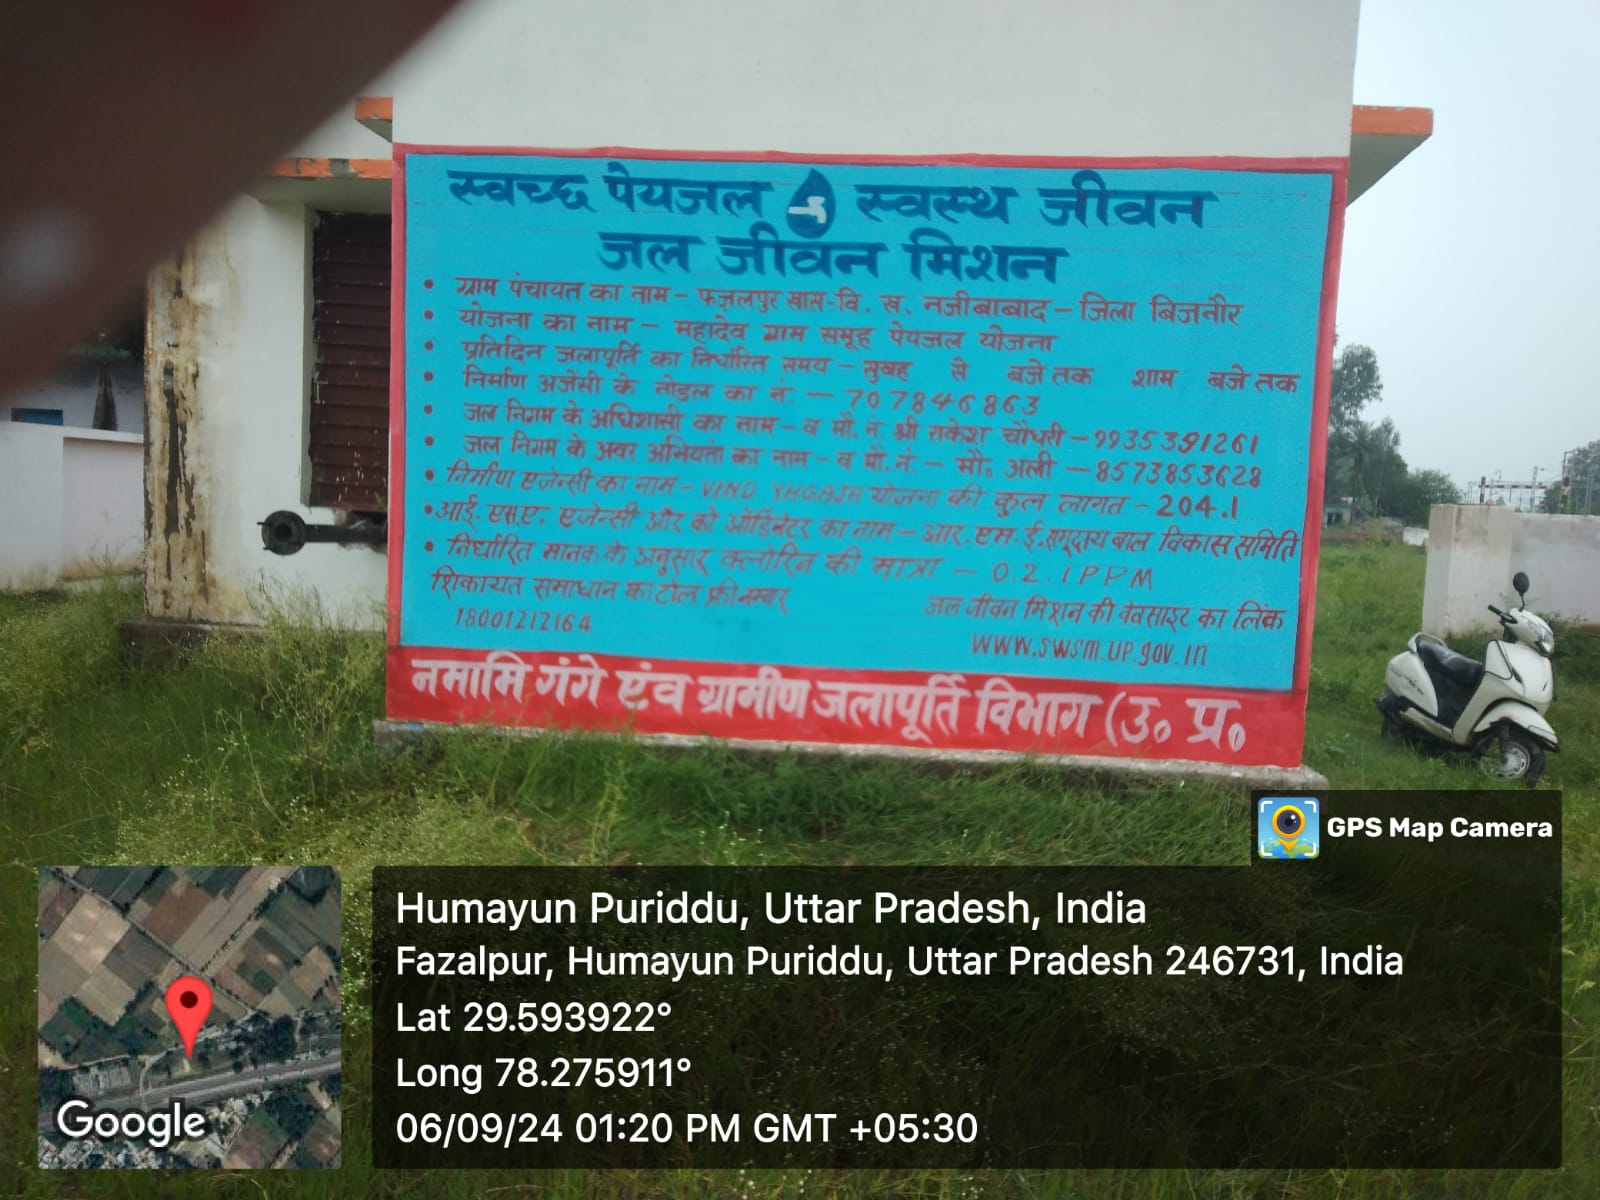 स्वच्छ पेयजल स्वस्थ जीवन
जल जीवन मिशन
• ग्राम पंचायत का नाम – फज़लपुर खास-वि. ख. नजीबाबाद – जिला बिजनौर
• योजना का नाम – महादेव ग्राम समूह पेयजल योजना
• प्रतिदिन जलापूर्ति का निर्धारित समय – सुबह से बजे तक शाम बजे तक
• निर्माण अजेंसी के नोडल का नं. – 707846863
• जल निगम के अधिशासी का नाम – व मौ. नं. श्री राकेश चौधरी – 9935391261
• जल निगम के अवर अभियंता का नाम – व मौ. नं. – मौ॰ अली – 8573853628
• निर्माण एजेन्सी का नाम – VIND YHGAJH योजना की कुल लागत – 204.1
• आई. एस.ए. एजेन्सी और को ऑर्डिनेटर का नाम – आर. एम. ई. समुदाय बाल विकास समिति
• निर्धारित मानक के अनुसार क्लोरिन की मात्रा – 0.2.1PPM
शिकायत समाधान का टोल फ्री नम्बर
18001212164
जल जीवन मिशन की वेवसाइट का लिंक
www.swsm.up.gov.in
नमामि गंगे एंव ग्रामीण जलापूर्ति विभाग (उ॰ प्र॰
GPS Map Camera
Humayun Puriddu, Uttar Pradesh, India
Fazalpur, Humayun Puriddu, Uttar Pradesh 246731, India
Lat 29.593922°
Long 78.275911°
06/09/24 01:20 PM GMT +05:30
Google